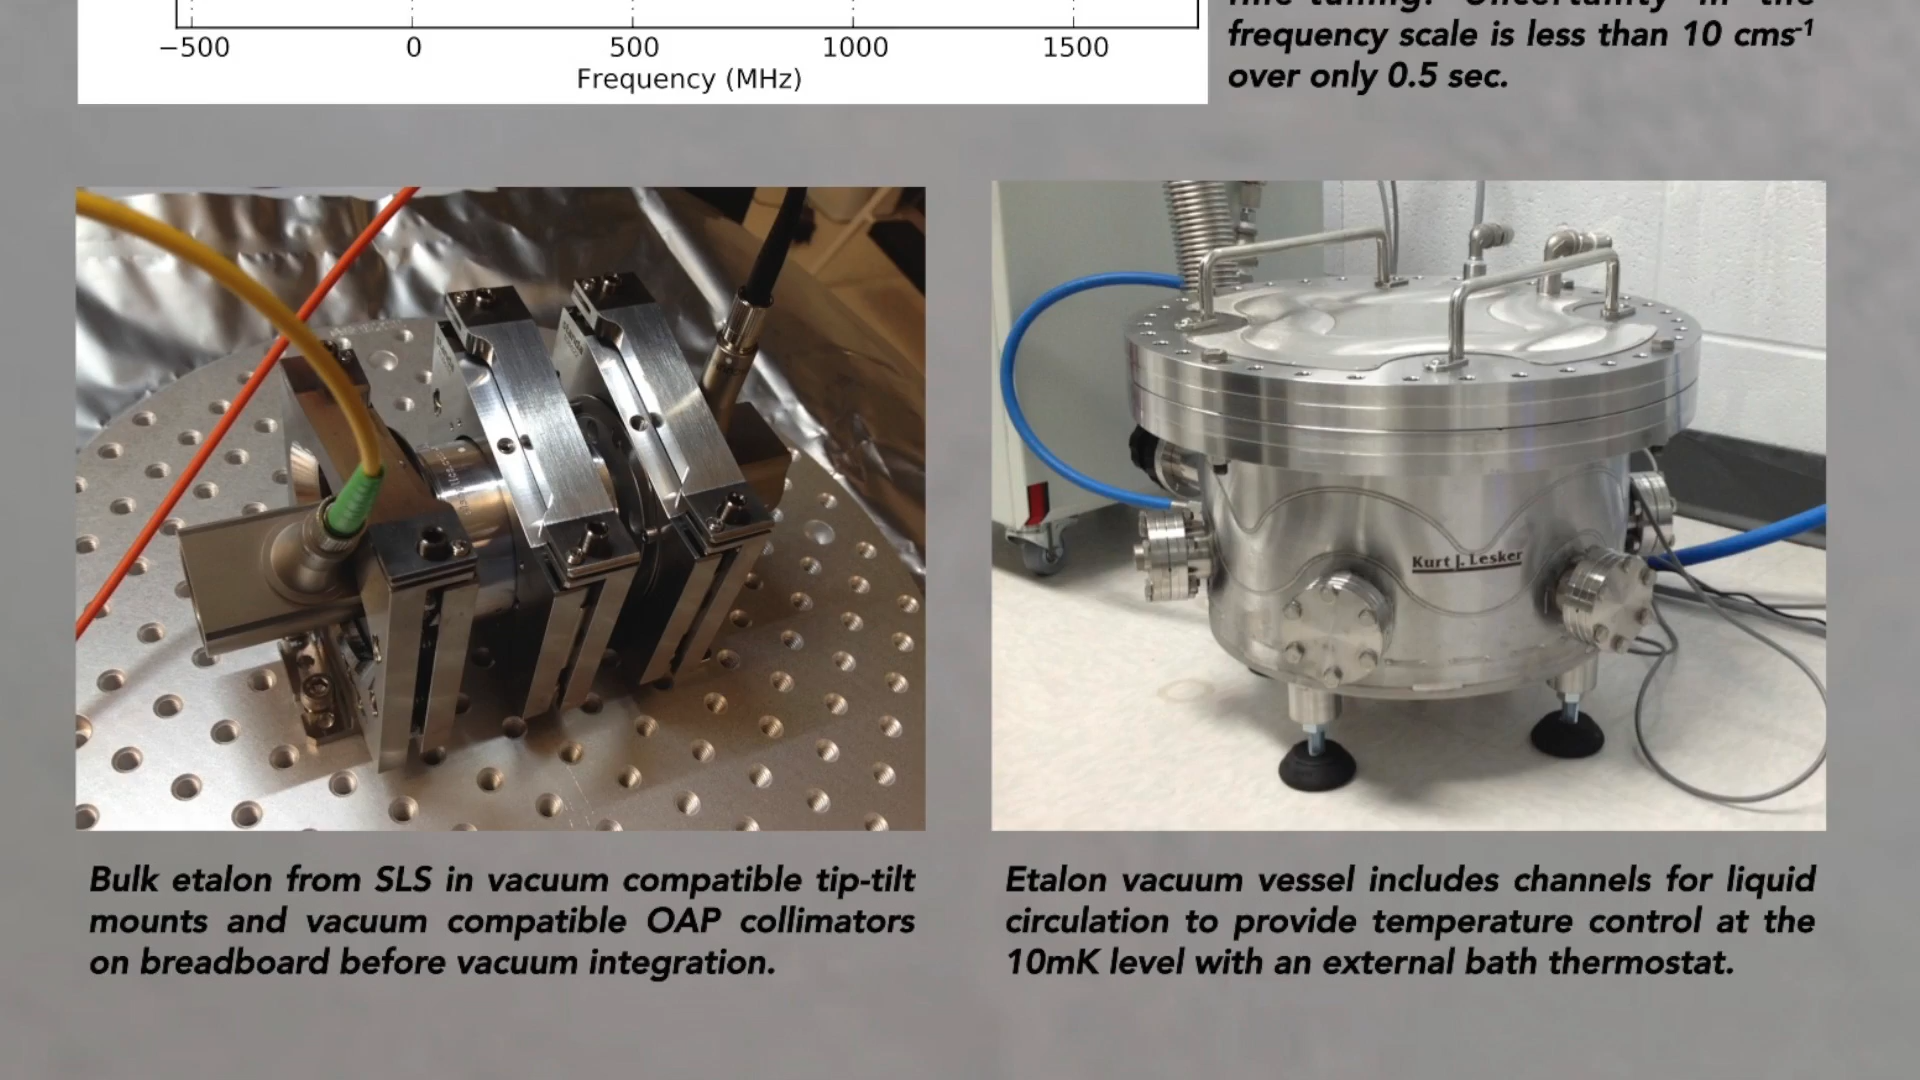 −500 0 500 1000 1500
Frequency (MHz)
frequency scale is less than 10 cms⁻¹
over only 0.5 sec.
standa
Kurt J. Lesker
Bulk etalon from SLS in vacuum compatible tip-tilt
mounts and vacuum compatible OAP collimators
on breadboard before vacuum integration.
Etalon vacuum vessel includes channels for liquid
circulation to provide temperature control at the
10mK level with an external bath thermostat.